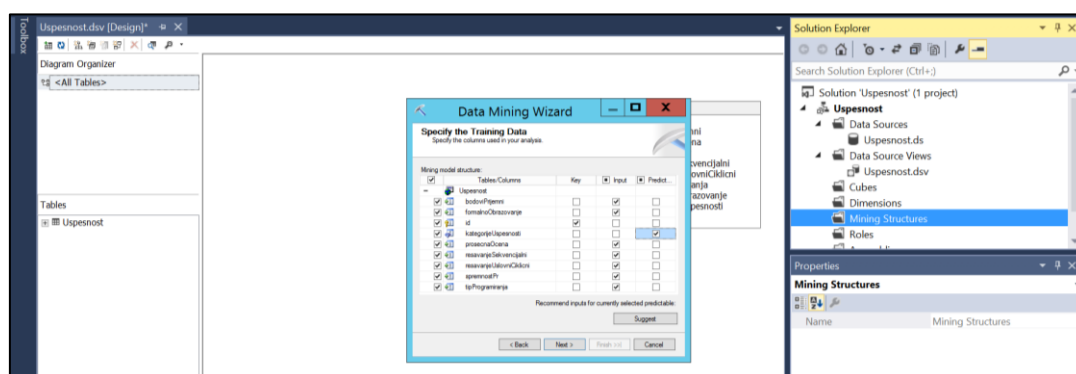 Toolbox
Uspesnost.dsv [Design]*
Diagram Organizer
<All Tables>
Tables
Uspesnost
Data Mining Wizard
Specify the Training Data
Specify the columns used in your analysis.
Mining model structure:
Tables/Columns Key Input Predict...
Uspesnost
bodoviPrijemni
formalnoObrazovanje
id
kategorijeUspesnosti
prosecnaOcena
resavanjeSekvencijalni
resavanjeUslovniCiklicni
spremnostPr
tipProgramiranja
Recommend inputs for currently selected predictable:
Suggest
< Back Next > Finish >>| Cancel
mni
na
kvencijalni
ovniCiklicni
anja
razovanje
pesnosti
Solution Explorer
Search Solution Explorer (Ctrl+;)
Solution 'Uspesnost' (1 project)
Uspesnost
Data Sources
Uspesnost.ds
Data Source Views
Uspesnost.dsv
Cubes
Dimensions
Mining Structures
Roles
Properties
Mining Structures
Name Mining Structures